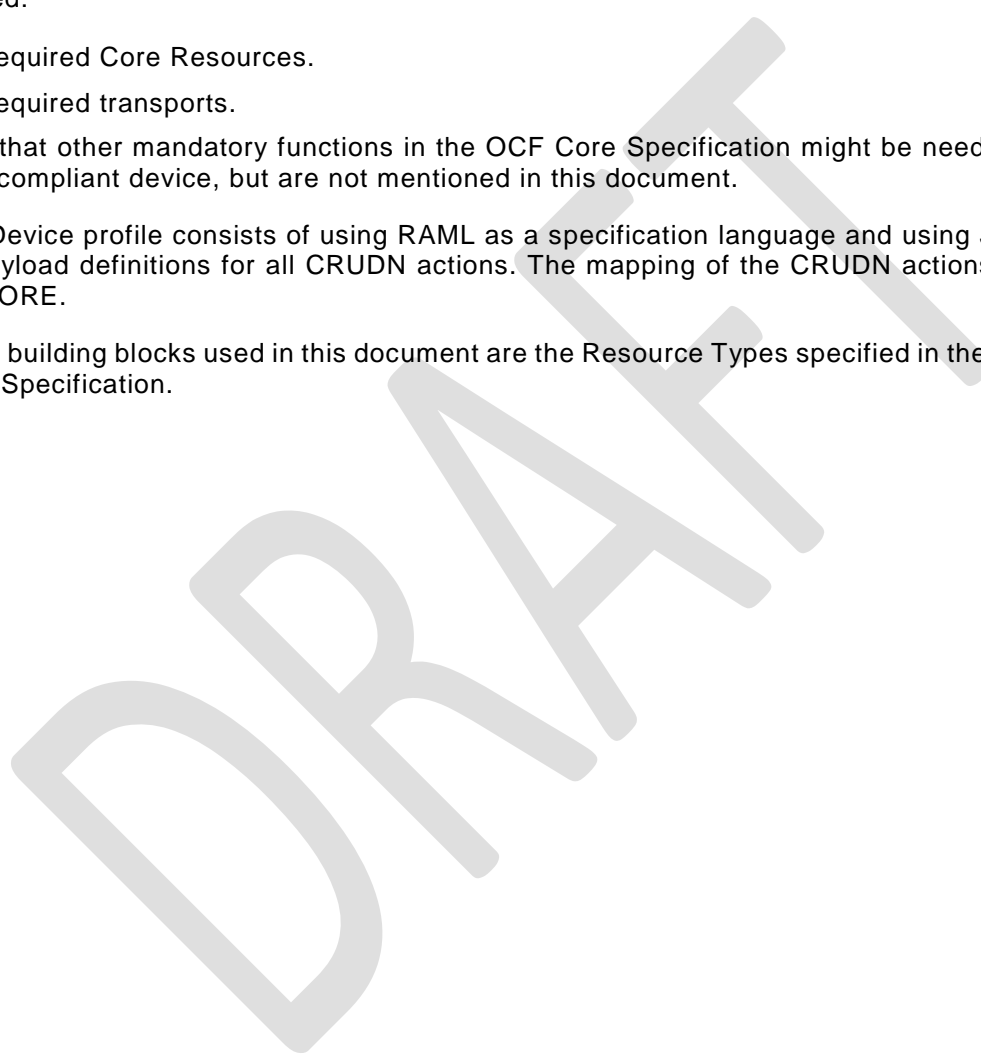 ed:
equired Core Resources.
equired transports.
that other mandatory functions in the OCF Core Specification might be need
compliant device, but are not mentioned in this document.
Device profile consists of using RAML as a specification language and using
yload definitions for all CRUDN actions. The mapping of the CRUDN actions
ORE.
building blocks used in this document are the Resource Types specified in the
Specification.
DRAFT